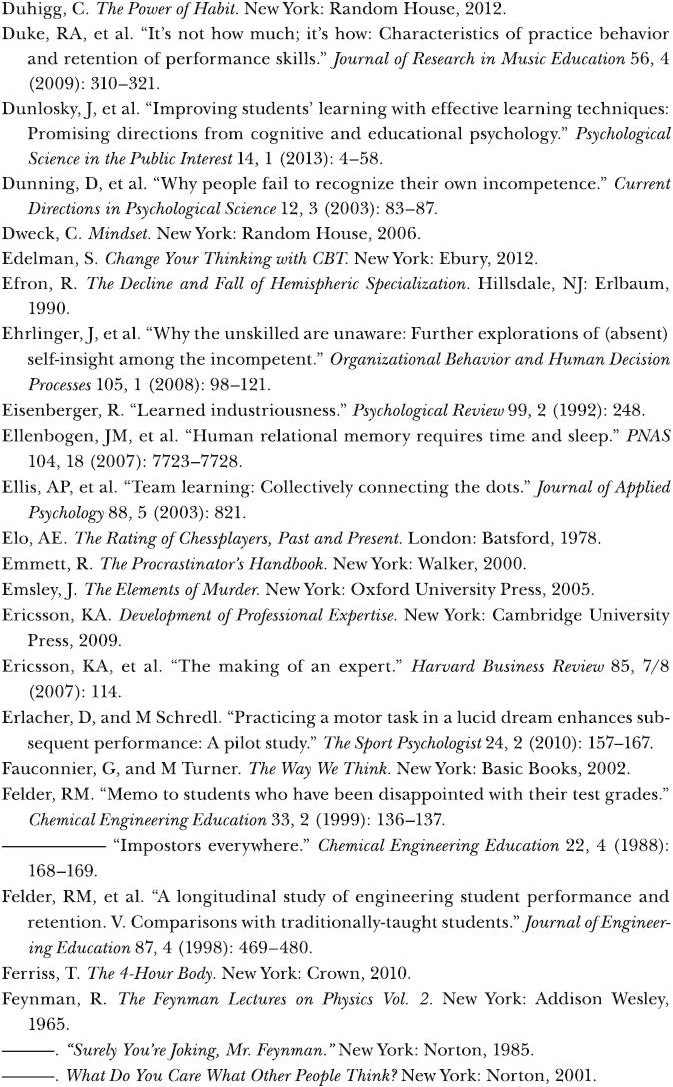 Duhigg, C. The Power of Habit. New York: Random House, 2012.
Duke, RA, et al. “It’s not how much; it’s how: Characteristics of practice behavior
and retention of performance skills.” Journal of Research in Music Education 56, 4
(2009): 310–321.
Dunlosky, J, et al. “Improving students’ learning with effective learning techniques:
Promising directions from cognitive and educational psychology.” Psychological
Science in the Public Interest 14, 1 (2013): 4–58.
Dunning, D, et al. “Why people fail to recognize their own incompetence.” Current
Directions in Psychological Science 12, 3 (2003): 83–87.
Dweck, C. Mindset. New York: Random House, 2006.
Edelman, S. Change Your Thinking with CBT. New York: Ebury, 2012.
Efron, R. The Decline and Fall of Hemispheric Specialization. Hillsdale, NJ: Erlbaum,
1990.
Ehrlinger, J, et al. “Why the unskilled are unaware: Further explorations of (absent)
self-insight among the incompetent.” Organizational Behavior and Human Decision
Processes 105, 1 (2008): 98–121.
Eisenberger, R. “Learned industriousness.” Psychological Review 99, 2 (1992): 248.
Ellenbogen, JM, et al. “Human relational memory requires time and sleep.” PNAS
104, 18 (2007): 7723–7728.
Ellis, AP, et al. “Team learning: Collectively connecting the dots.” Journal of Applied
Psychology 88, 5 (2003): 821.
Elo, AE. The Rating of Chessplayers, Past and Present. London: Batsford, 1978.
Emmett, R. The Procrastinator’s Handbook. New York: Walker, 2000.
Emsley, J. The Elements of Murder. New York: Oxford University Press, 2005.
Ericsson, KA. Development of Professional Expertise. New York: Cambridge University
Press, 2009.
Ericsson, KA, et al. “The making of an expert.” Harvard Business Review 85, 7/8
(2007): 114.
Erlacher, D, and M Schredl. “Practicing a motor task in a lucid dream enhances sub-
sequent performance: A pilot study.” The Sport Psychologist 24, 2 (2010): 157–167.
Fauconnier, G, and M Turner. The Way We Think. New York: Basic Books, 2002.
Felder, RM. “Memo to students who have been disappointed with their test grades.”
Chemical Engineering Education 33, 2 (1999): 136–137.
———— “Impostors everywhere.” Chemical Engineering Education 22, 4 (1988):
168–169.
Felder, RM, et al. “A longitudinal study of engineering student performance and
retention. V. Comparisons with traditionally-taught students.” Journal of Engineer-
ing Education 87, 4 (1998): 469–480.
Ferriss, T. The 4-Hour Body. New York: Crown, 2010.
Feynman, R. The Feynman Lectures on Physics Vol. 2. New York: Addison Wesley,
1965.
——. “Surely You’re Joking, Mr. Feynman.” New York: Norton, 1985.
——. What Do You Care What Other People Think? New York: Norton, 2001.